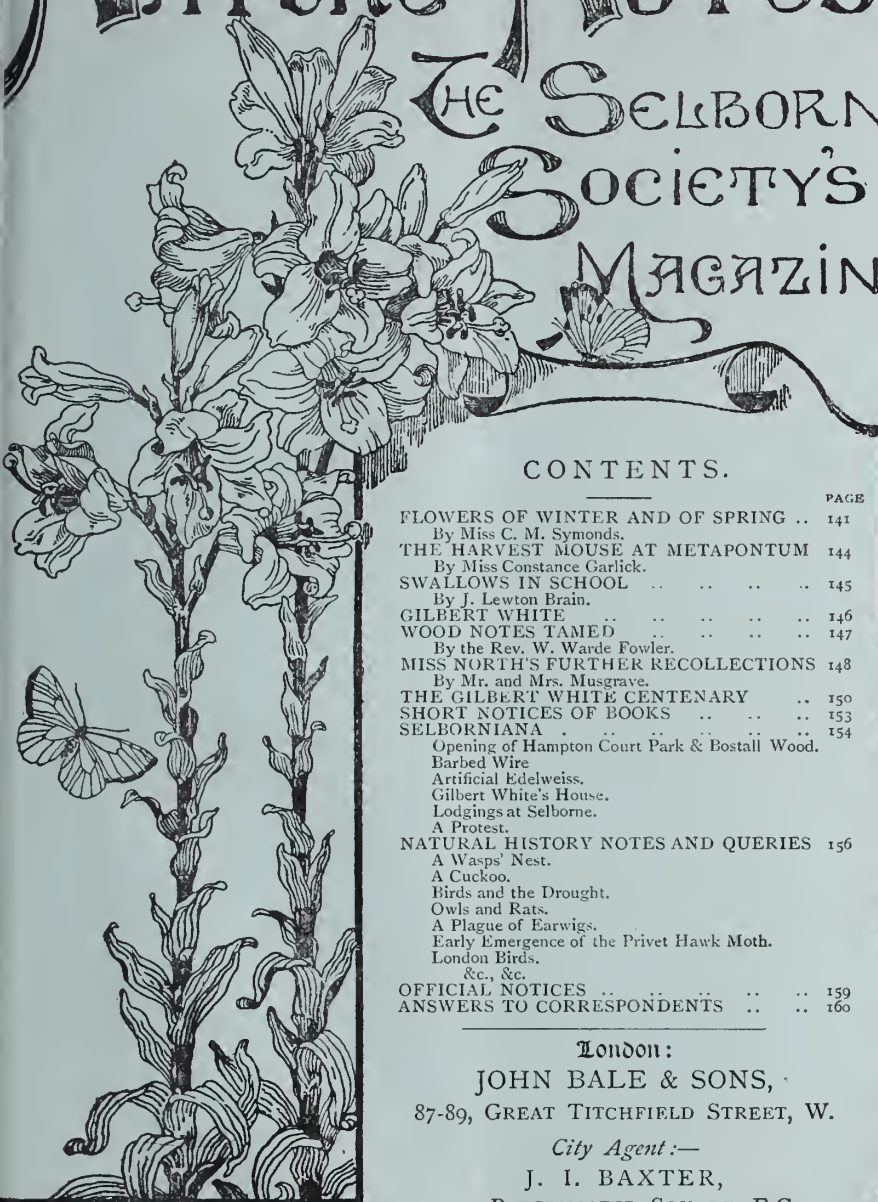 THE SELBORN
SOCIETY'S
MAGAZIN
CONTENTS.
PAGE
FLOWERS OF WINTER AND OF SPRING .. 141
By Miss C. M. Symonds.
THE HARVEST MOUSE AT METAPONTUM 144
By Miss Constance Garlick.
SWALLOWS IN SCHOOL .. .. .. .. 145
By J. Lewton Brain.
GILBERT WHITE .. .. .. .. .. 146
WOOD NOTES TAMED .. .. .. .. 147
By the Rev. W. Warde Fowler.
MISS NORTH'S FURTHER RECOLLECTIONS 148
By Mr. and Mrs. Musgrave.
THE GILBERT WHITE CENTENARY .. 150
SHORT NOTICES OF BOOKS .. .. .. 153
SELBORNIANA . .. .. .. .. .. 154
Opening of Hampton Court Park & Bostall Wood.
Barbed Wire
Artificial Edelweiss.
Gilbert White's House.
Lodgings at Selborne.
A Protest.
NATURAL HISTORY NOTES AND QUERIES 156
A Wasps' Nest.
A Cuckoo.
Birds and the Drought.
Owls and Rats.
A Plague of Earwigs.
Early Emergence of the Privet Hawk Moth.
London Birds.
&c., &c.
OFFICIAL NOTICES .. .. .. .. .. 159
ANSWERS TO CORRESPONDENTS .. .. 160
London:
JOHN BALE & SONS,
87-89, GREAT TITCHFIELD STREET, W.
City Agent:—
J. I. BAXTER,